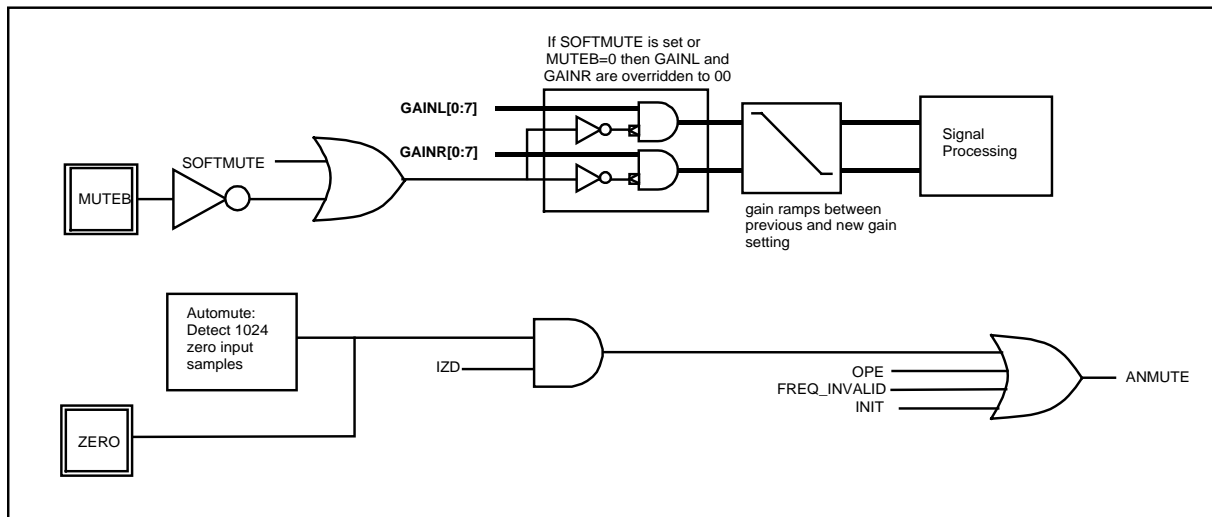 If SOFTMUTE is set or
MUTEB=0 then GAINL and
GAINR are overridden to 00
GAINL[0:7]
GAINR[0:7]
SOFTMUTE
MUTEB
Signal
Processing
gain ramps between
previous and new gain
setting
Automute:
Detect 1024
zero input
samples
IZD
OPE
FREQ_INVALID
INIT
ANMUTE
ZERO